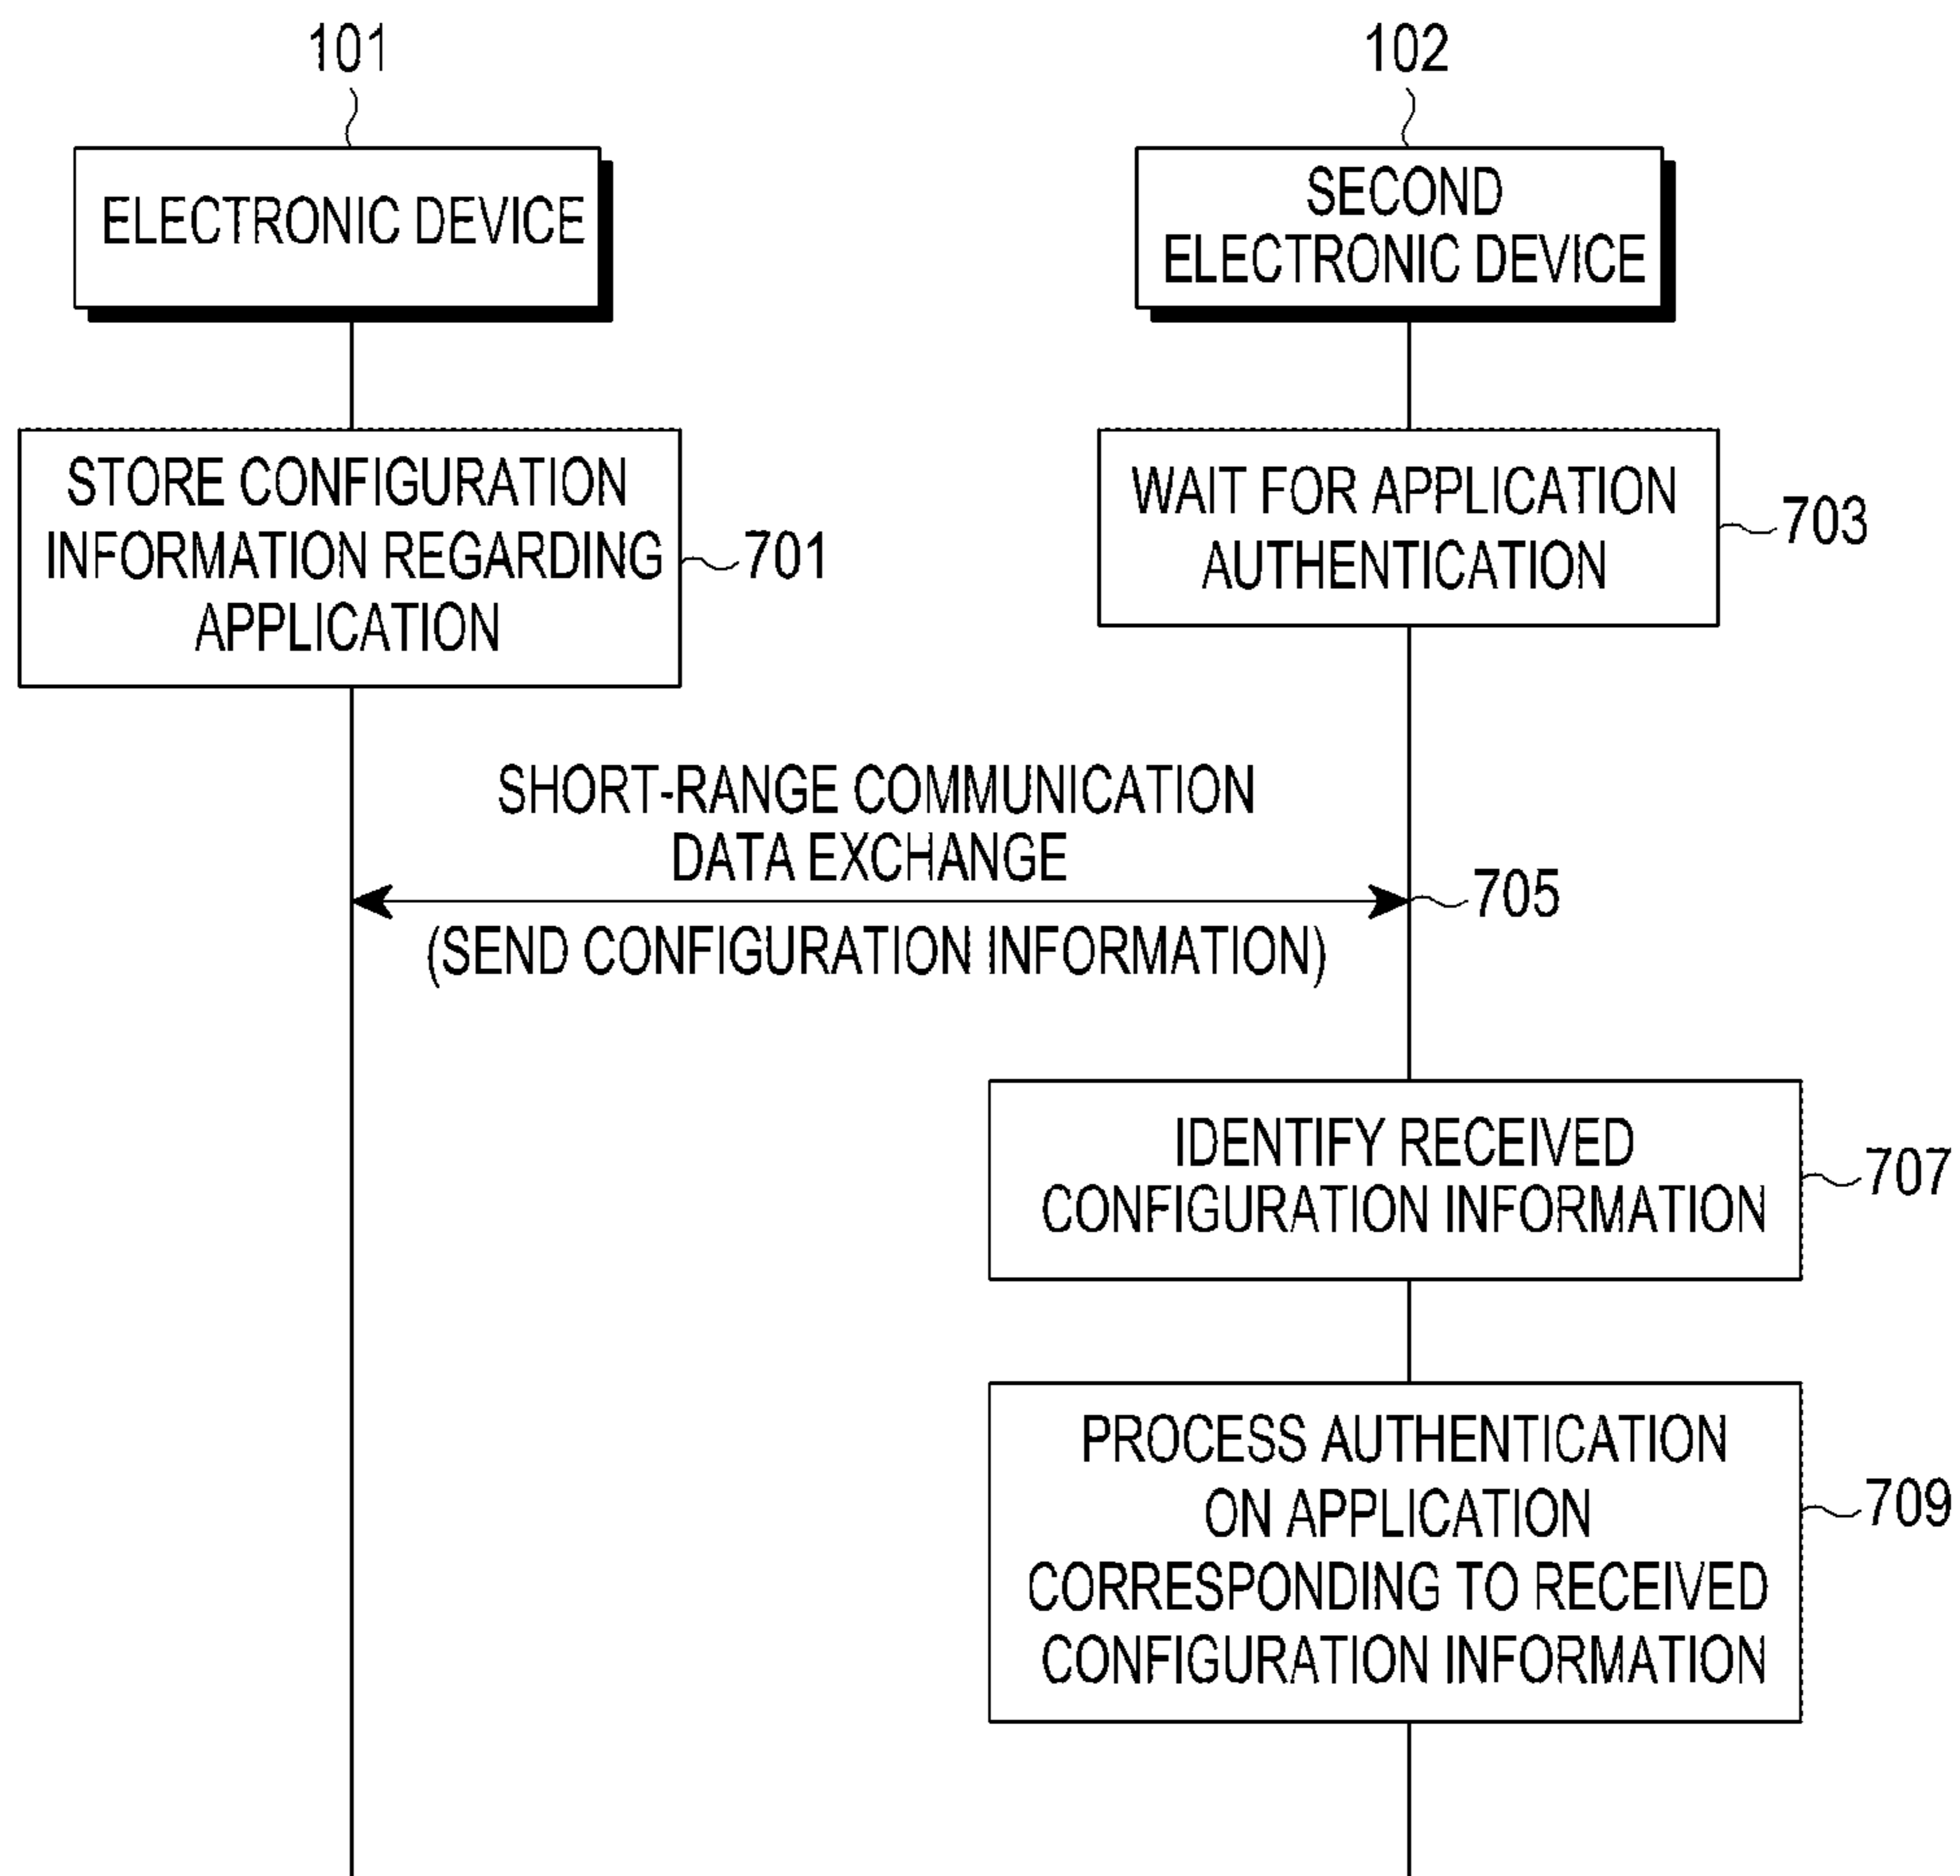 101
102
ELECTRONIC DEVICE
SECOND
ELECTRONIC DEVICE
STORE CONFIGURATION
INFORMATION REGARDING
APPLICATION
701
WAIT FOR APPLICATION
AUTHENTICATION
703
SHORT-RANGE COMMUNICATION
DATA EXCHANGE
(SEND CONFIGURATION INFORMATION)
705
IDENTIFY RECEIVED
CONFIGURATION INFORMATION
707
PROCESS AUTHENTICATION
ON APPLICATION
CORRESPONDING TO RECEIVED
CONFIGURATION INFORMATION
709